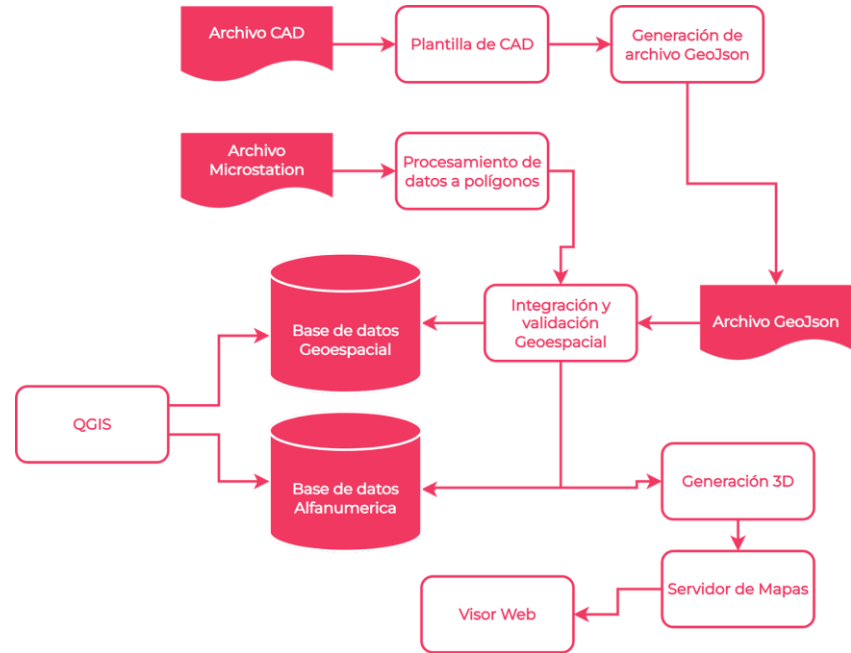 Archivo CAD
Plantilla de CAD
Generación de
archivo GeoJson
Archivo
Microstation
Procesamiento de
datos a polígonos
Base de datos
Geoespacial
Integración y
validación
Geoespacial
Archivo GeoJson
QGIS
Base de datos
Alfanumerica
Generación 3D
Servidor de Mapas
Visor Web